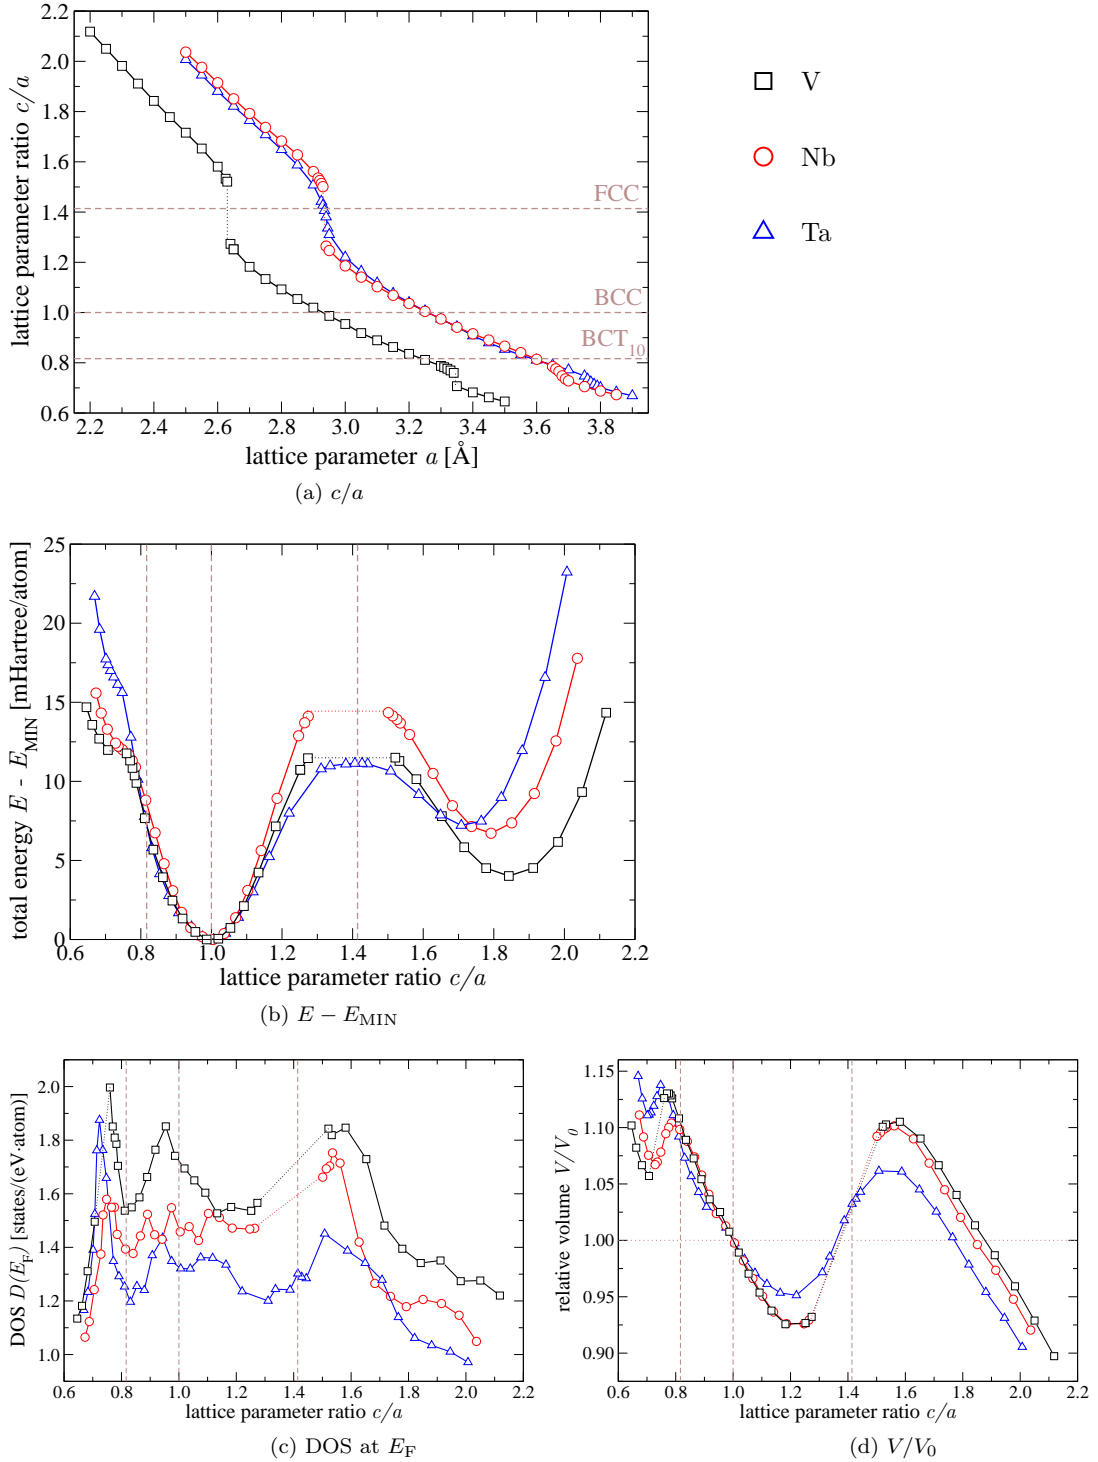 2.2
2.0
1.8
1.6
1.4
1.2
1.0
0.8
0.6
lattice parameter ratio c/a
FCC
BCC
BCT10
2.2 2.4 2.6 2.8 3.0 3.2 3.4 3.6 3.8
lattice parameter a [Å]
(a) c/a
V
Nb
Ta
25
20
15
10
5
0
total energy E - E_MIN [mHartree/atom]
0.6 0.8 1.0 1.2 1.4 1.6 1.8 2.0 2.2
lattice parameter ratio c/a
(b) E − E_MIN
2.0
1.8
1.6
1.4
1.2
1.0
DOS D(E_F) [states/(eV·atom)]
0.6 0.8 1.0 1.2 1.4 1.6 1.8 2.0 2.2
lattice parameter ratio c/a
(c) DOS at E_F
1.15
1.10
1.05
1.00
0.95
0.90
relative volume V/V_0
0.6 0.8 1.0 1.2 1.4 1.6 1.8 2.0 2.2
lattice parameter ratio c/a
(d) V/V_0